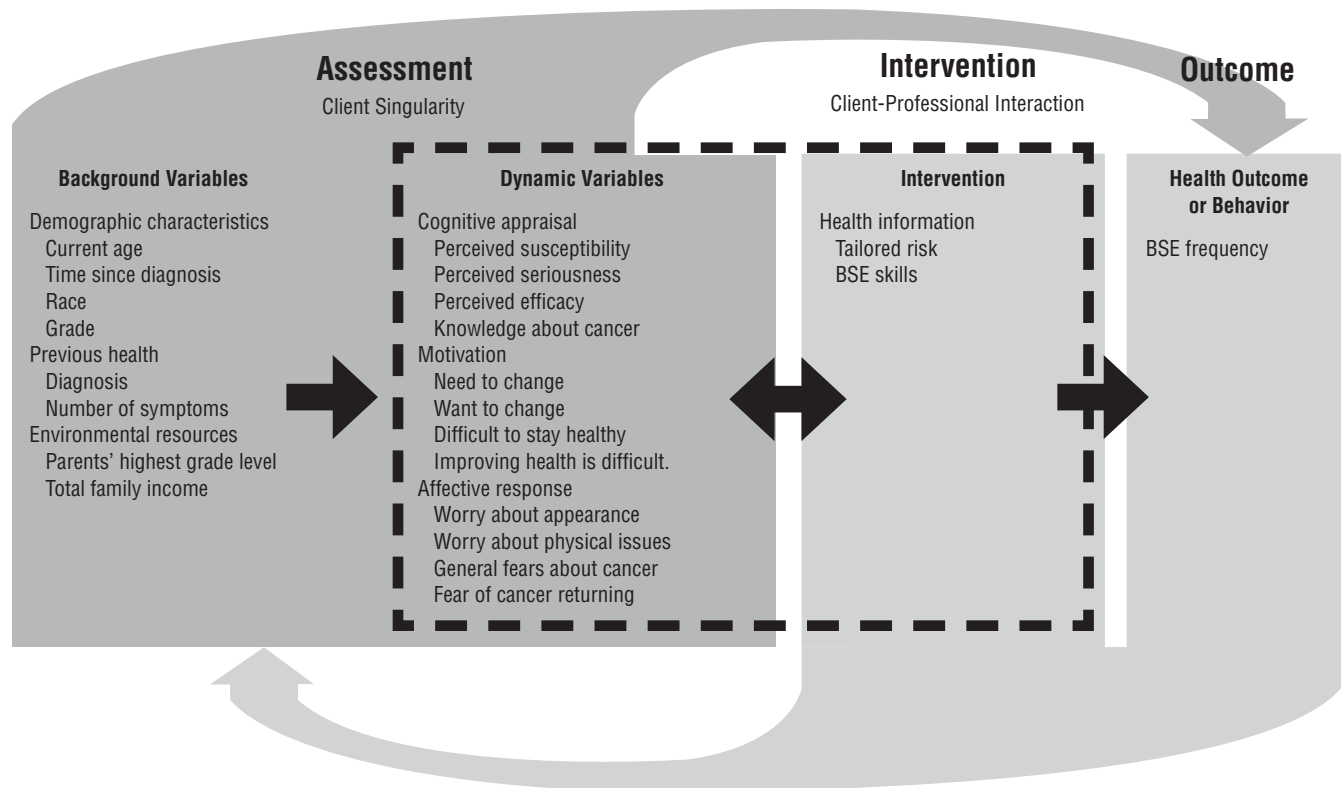 Assessment
Client Singularity
Intervention
Client-Professional Interaction
Outcome
Background Variables
Demographic characteristics
Current age
Time since diagnosis
Race
Grade
Previous health
Diagnosis
Number of symptoms
Environmental resources
Parents’ highest grade level
Total family income
Dynamic Variables
Cognitive appraisal
Perceived susceptibility
Perceived seriousness
Perceived efficacy
Knowledge about cancer
Motivation
Need to change
Want to change
Difficult to stay healthy
Improving health is difficult.
Affective response
Worry about appearance
Worry about physical issues
General fears about cancer
Fear of cancer returning
Intervention
Health information
Tailored risk
BSE skills
Health Outcome
or Behavior
BSE frequency